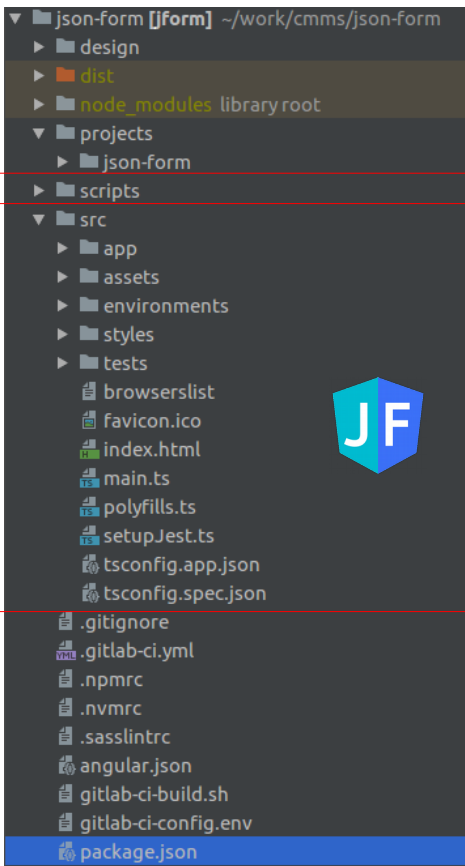 json-form [jform] ~/work/cmms/json-form
design
dist
node_modules library root
projects
json-form
scripts
src
app
assets
environments
styles
tests
browserslist
favicon.ico
index.html
main.ts
polyfills.ts
setupJest.ts
tsconfig.app.json
tsconfig.spec.json
.gitignore
.gitlab-ci.yml
.npmrc
.nvmrc
.sasslintrc
angular.json
gitlab-ci-build.sh
gitlab-ci-config.env
package.json
JF